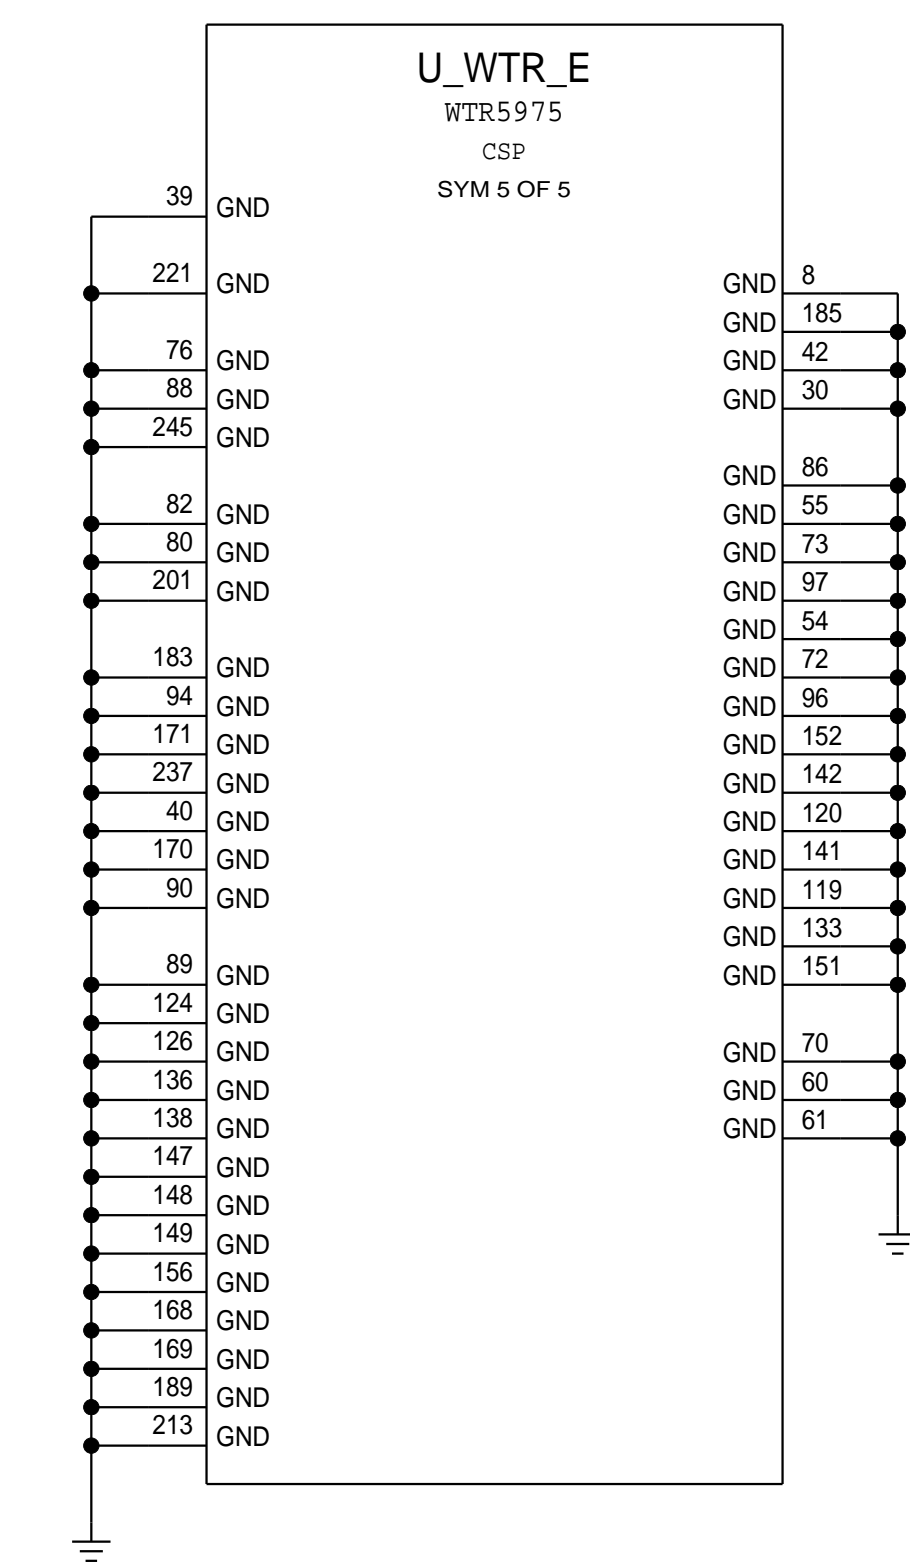 U_WTR_E
WTR5975
CSP
SYM 5 OF 5
39 GND
221 GND GND 8
GND 185
76 GND GND 42
88 GND GND 30
245 GND
GND 86
82 GND GND 55
80 GND GND 73
201 GND GND 97
GND 54
183 GND GND 72
94 GND GND 96
171 GND GND 152
237 GND GND 142
40 GND GND 120
170 GND GND 141
90 GND GND 119
GND 133
89 GND GND 151
124 GND
126 GND GND 70
136 GND GND 60
138 GND GND 61
147 GND
148 GND
149 GND
156 GND
168 GND
169 GND
189 GND
213 GND